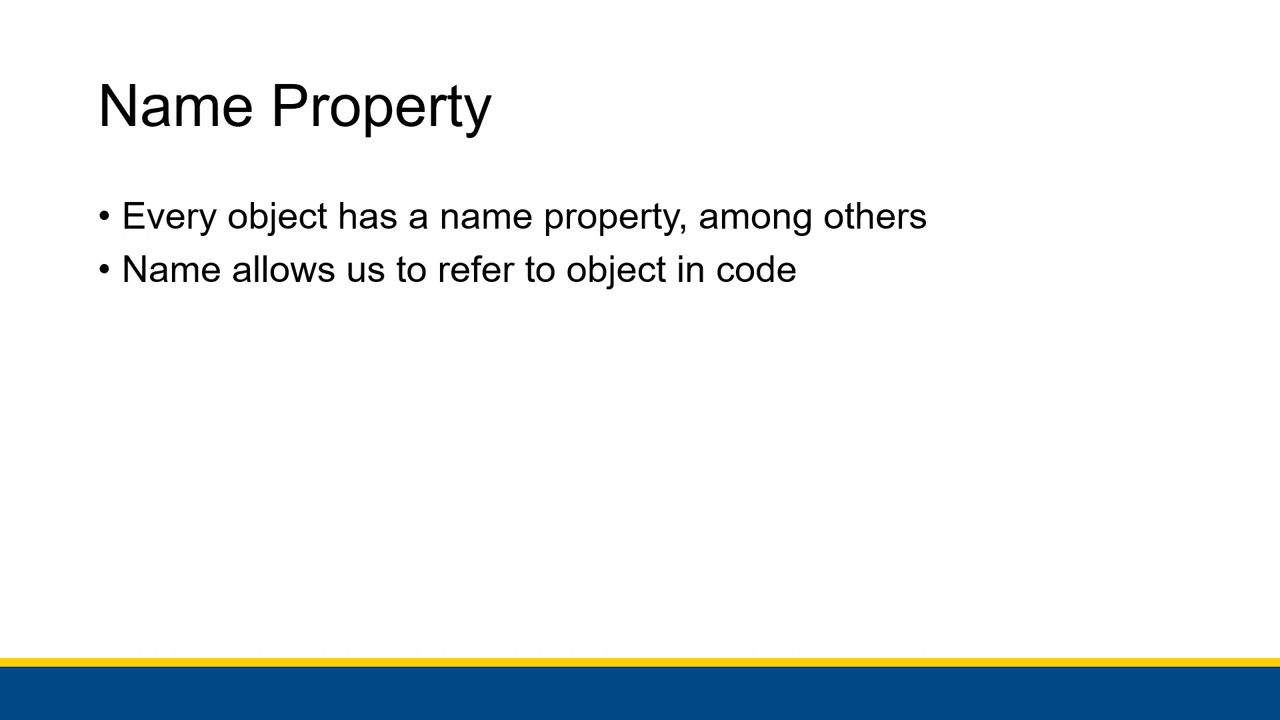 Name Property
• Every object has a name property, among others
• Name allows us to refer to object in code